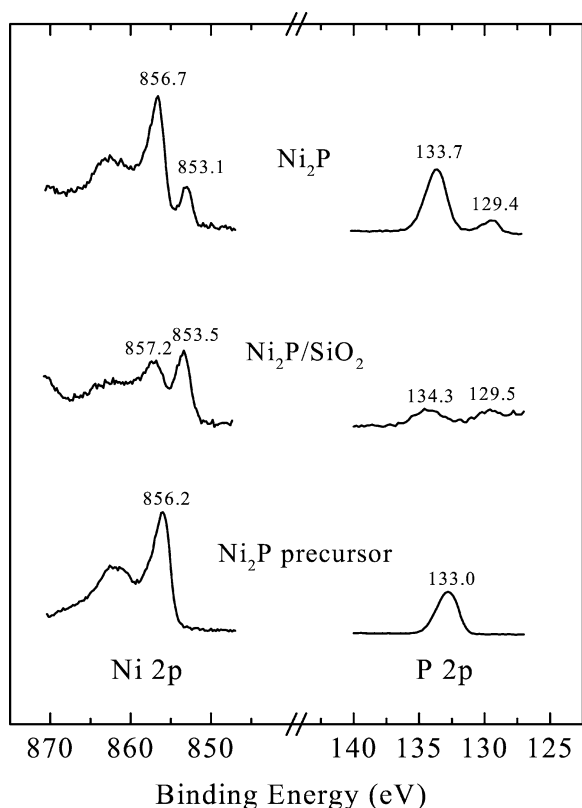 856.7
853.1
Ni₂P
133.7
129.4
857.2
853.5
Ni₂P/SiO₂
134.3
129.5
856.2
Ni₂P precursor
133.0
Ni 2p
P 2p
870 860 850 140 135 130 125
Binding Energy (eV)